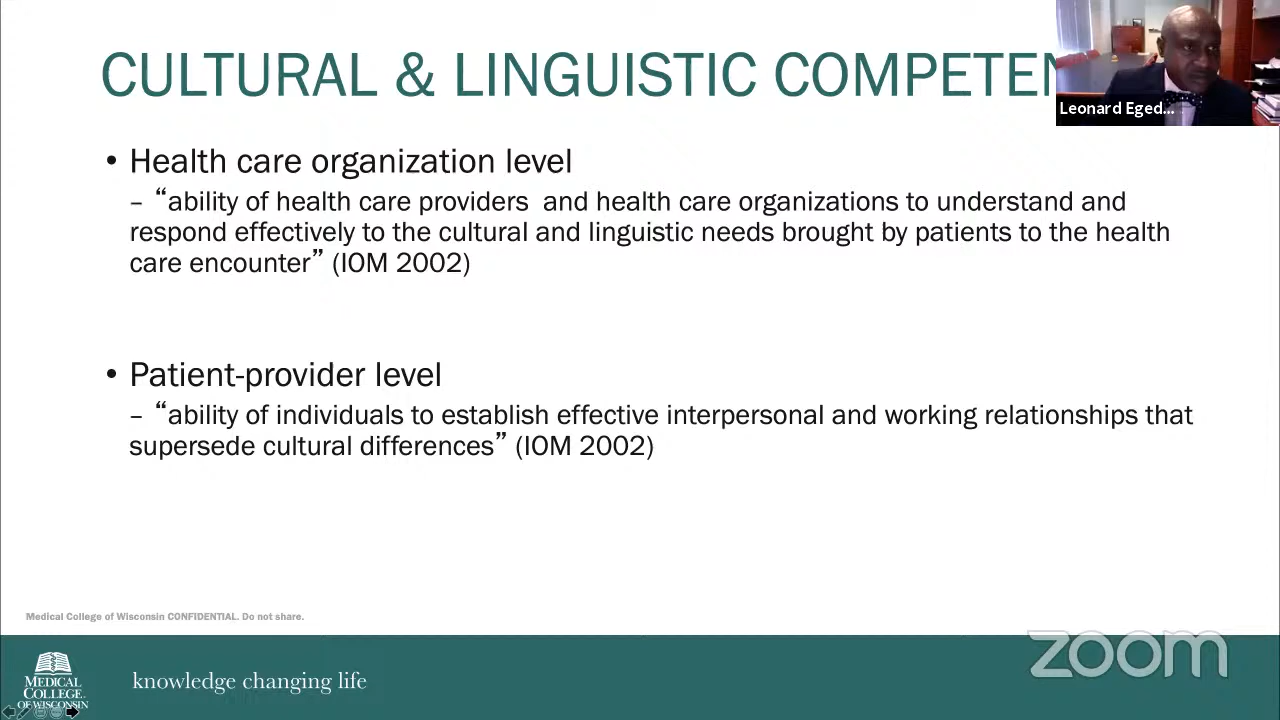 CULTURAL & LINGUISTIC COMPETEN
Leonard Eged...
• Health care organization level
– “ability of health care providers and health care organizations to understand and
respond effectively to the cultural and linguistic needs brought by patients to the health
care encounter” (IOM 2002)
• Patient-provider level
– “ability of individuals to establish effective interpersonal and working relationships that
supersede cultural differences” (IOM 2002)
Medical College of Wisconsin CONFIDENTIAL. Do not share.
zoom
MEDICAL
COLLEGE
OF WISCONSIN
knowledge changing life